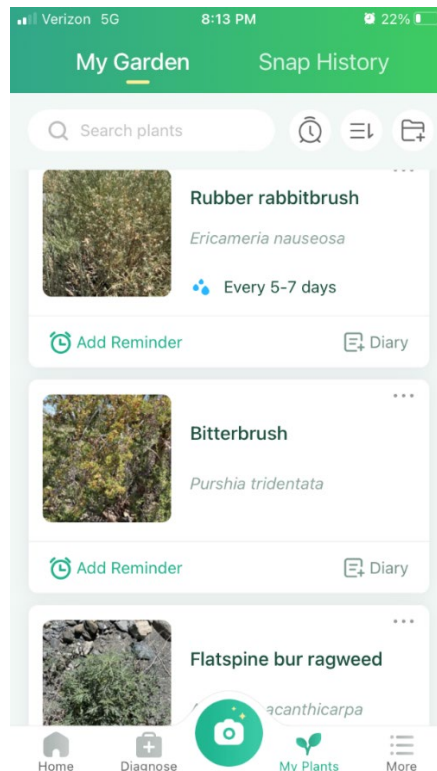 Verizon 5G 8:13 PM 22%
My Garden Snap History
Search plants
Rubber rabbitbrush
Ericameria nauseosa
Every 5-7 days
Add Reminder Diary
Bitterbrush
Purshia tridentata
Add Reminder Diary
Flatspine bur ragweed
acanthicarpa
Home Diagnose My Plants More